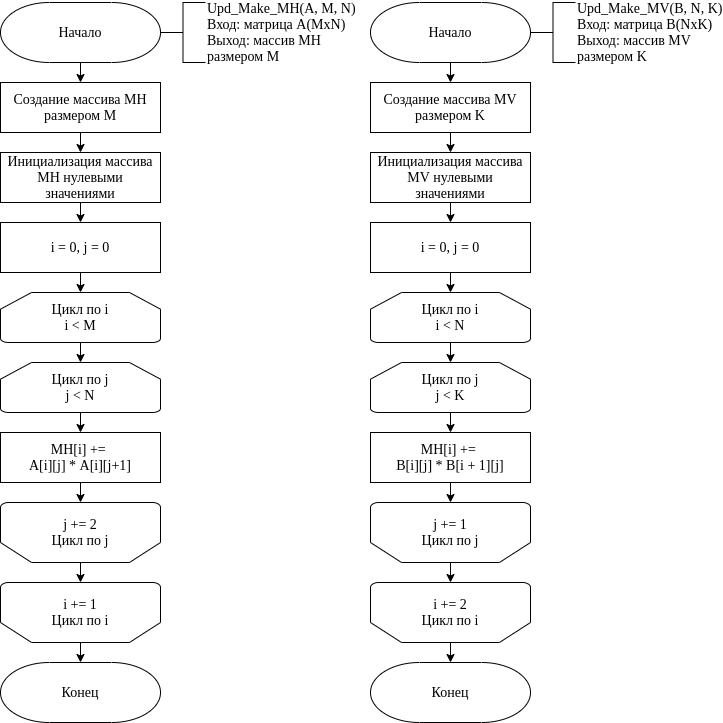 Начало
Upd_Make_MH(A, M, N)
Вход: матрица A(MxN)
Выход: массив MH
размером M
Создание массива MH
размером M
Инициализация массива
MH нулевыми
значениями
i = 0, j = 0
Цикл по i
i < M
Цикл по j
j < N
MH[i] +=
A[i][j] * A[i][j+1]
j += 2
Цикл по j
i += 1
Цикл по i
Конец
Начало
Upd_Make_MV(B, N, K)
Вход: матрица B(NxK)
Выход: массив MV
размером K
Создание массива MV
размером K
Инициализация массива
MV нулевыми
значениями
i = 0, j = 0
Цикл по i
i < N
Цикл по j
j < K
MH[i] +=
B[i][j] * B[i + 1][j]
j += 1
Цикл по j
i += 2
Цикл по i
Конец